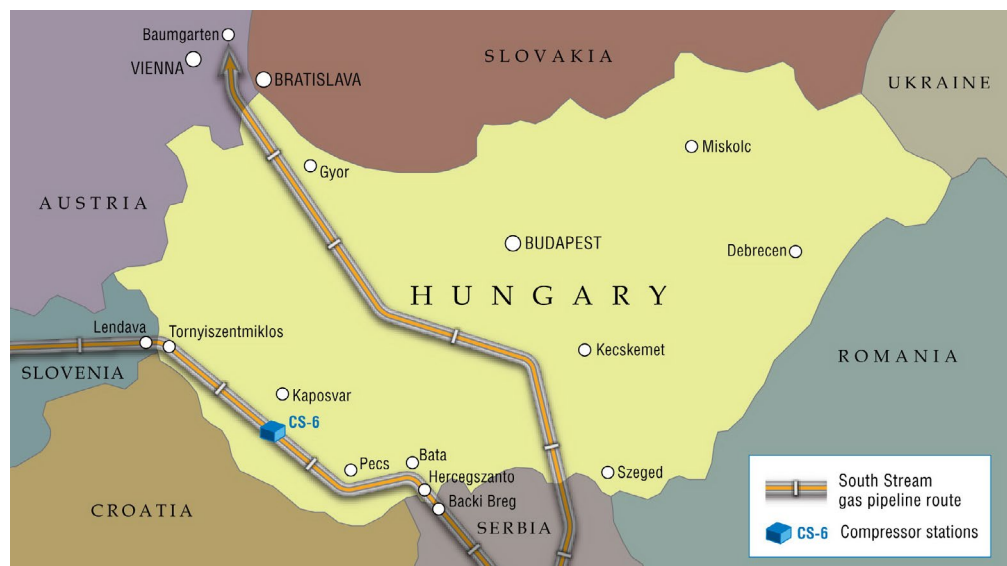 Baumgarten
VIENNA
BRATISLAVA
SLOVAKIA
UKRAINE
Miskolc
Gyor
AUSTRIA
BUDAPEST
Debrecen
HUNGARY
Lendava
Tornyiszentmiklos
Kecskemet
ROMANIA
SLOVENIA
Kaposvar
CS-6
Bata
Pecs
Szeged
Hercegszanto
Backi Breg
CROATIA
SERBIA
South Stream
gas pipeline route
CS-6 Compressor stations